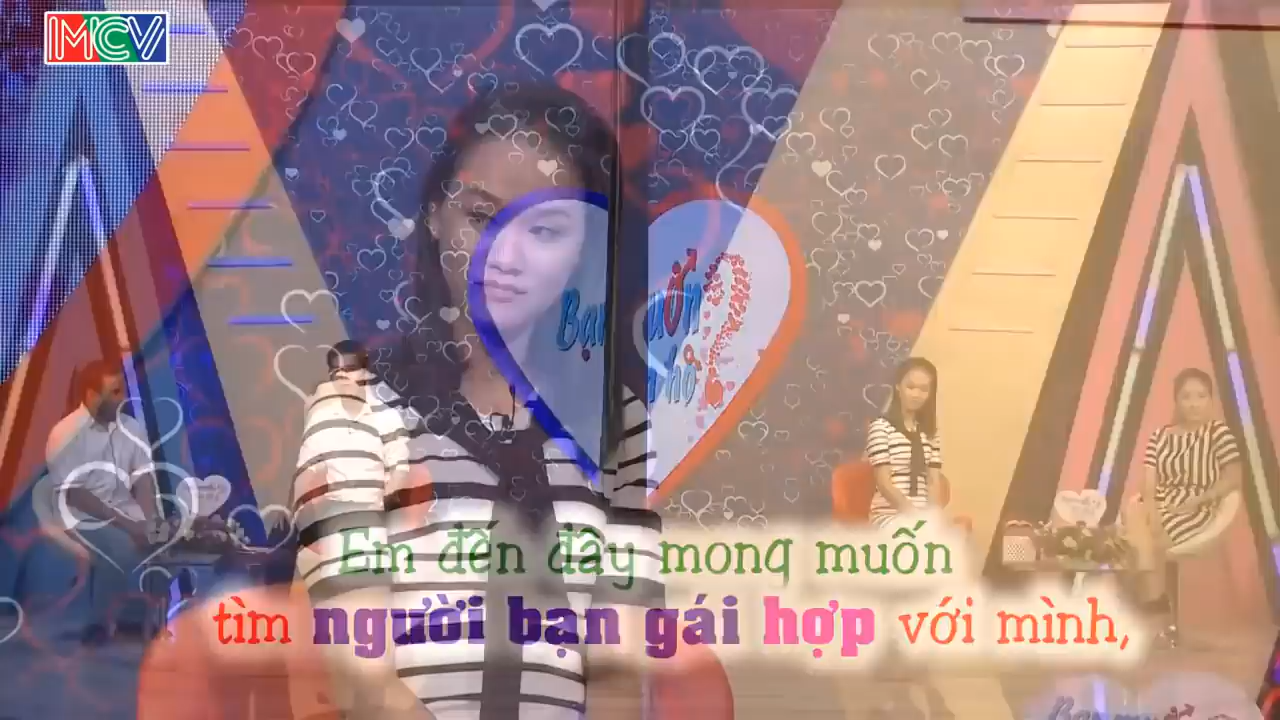 MCV
Em đến đây mong muốn
tìm người bạn gái hợp với mình,